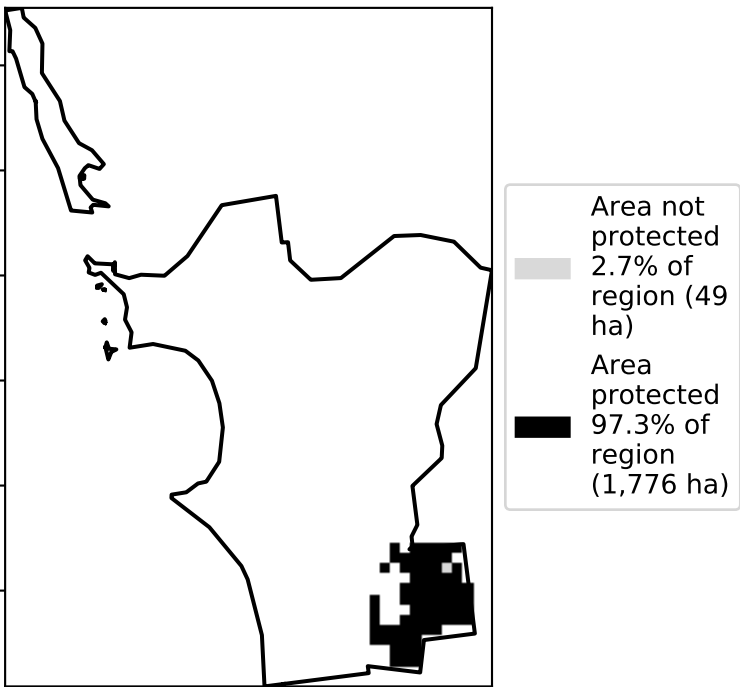 Area not
protected
2.7% of
region (49
ha)
Area
protected
97.3% of
region
(1,776 ha)